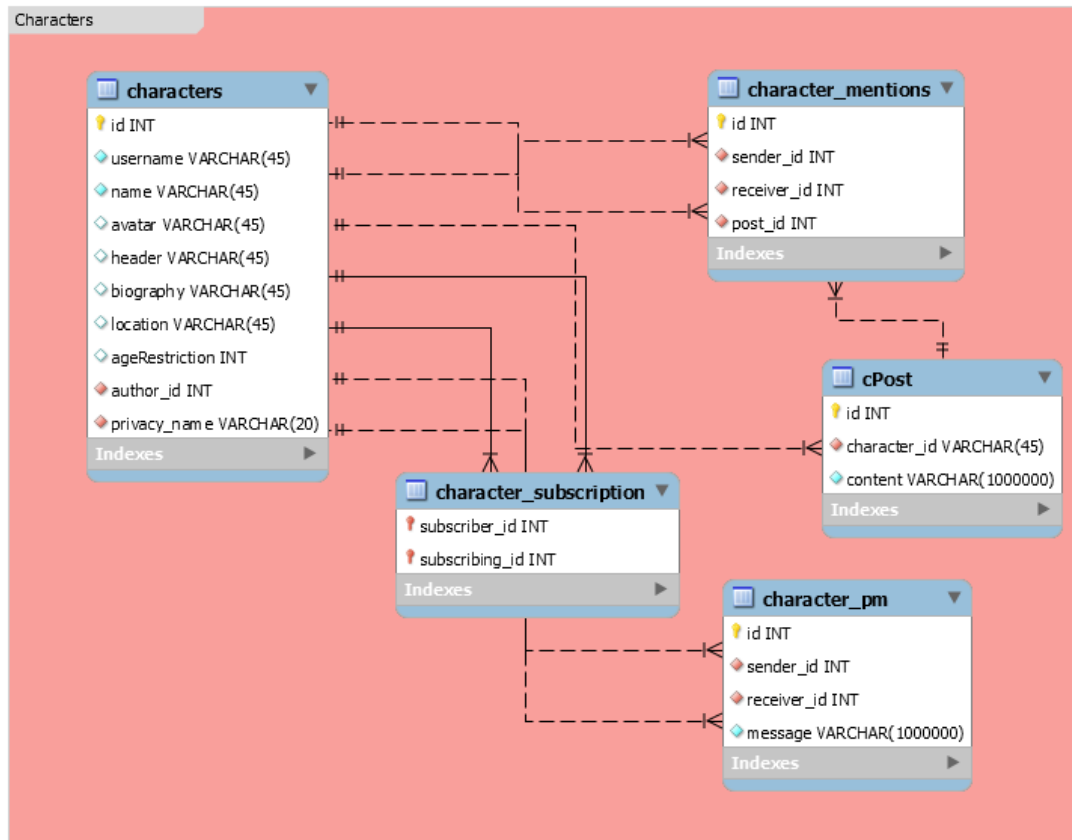 Characters
characters
id INT
username VARCHAR(45)
name VARCHAR(45)
avatar VARCHAR(45)
header VARCHAR(45)
biography VARCHAR(45)
location VARCHAR(45)
ageRestriction INT
author_id INT
privacy_name VARCHAR(20)
Indexes
character_mentions
id INT
sender_id INT
receiver_id INT
post_id INT
Indexes
cPost
id INT
character_id VARCHAR(45)
content VARCHAR(1000000)
Indexes
character_subscription
subscriber_id INT
subscribing_id INT
Indexes
character_pm
id INT
sender_id INT
receiver_id INT
message VARCHAR(1000000)
Indexes